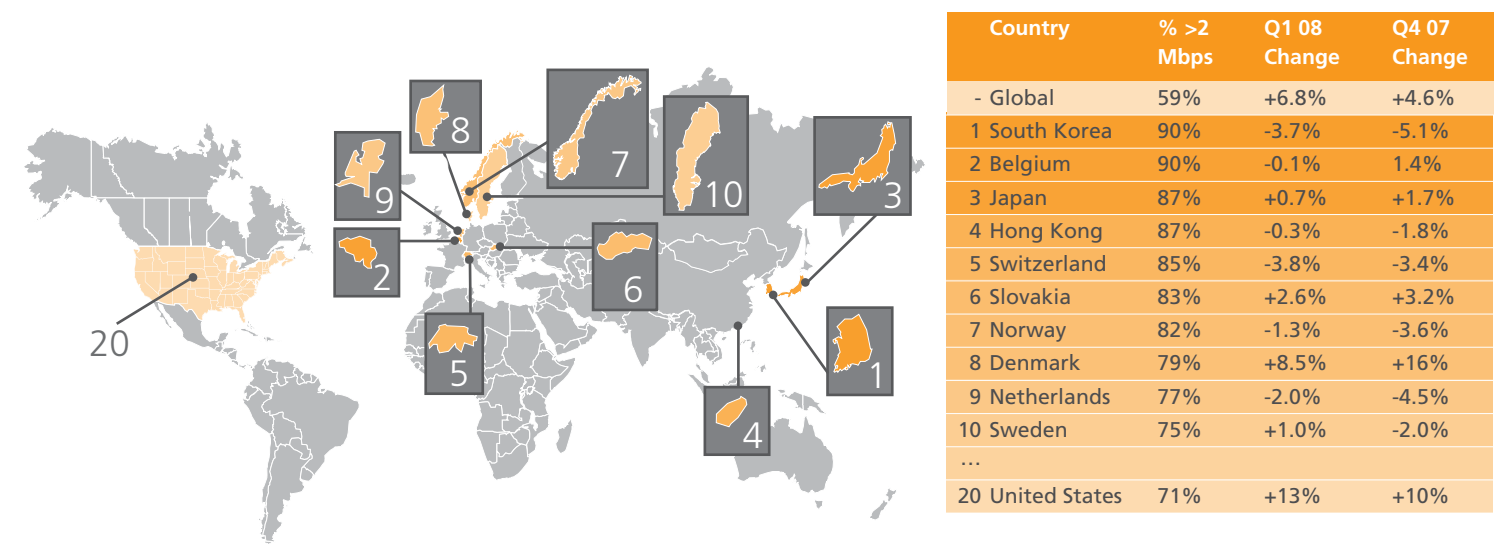 8
7
10
3
9
2
6
20
5
1
4
Country % >2 Mbps Q1 08 Change Q4 07 Change
- Global 59% +6.8% +4.6%
1 South Korea 90% -3.7% -5.1%
2 Belgium 90% -0.1% 1.4%
3 Japan 87% +0.7% +1.7%
4 Hong Kong 87% -0.3% -1.8%
5 Switzerland 85% -3.8% -3.4%
6 Slovakia 83% +2.6% +3.2%
7 Norway 82% -1.3% -3.6%
8 Denmark 79% +8.5% +16%
9 Netherlands 77% -2.0% -4.5%
10 Sweden 75% +1.0% -2.0%
...
20 United States 71% +13% +10%